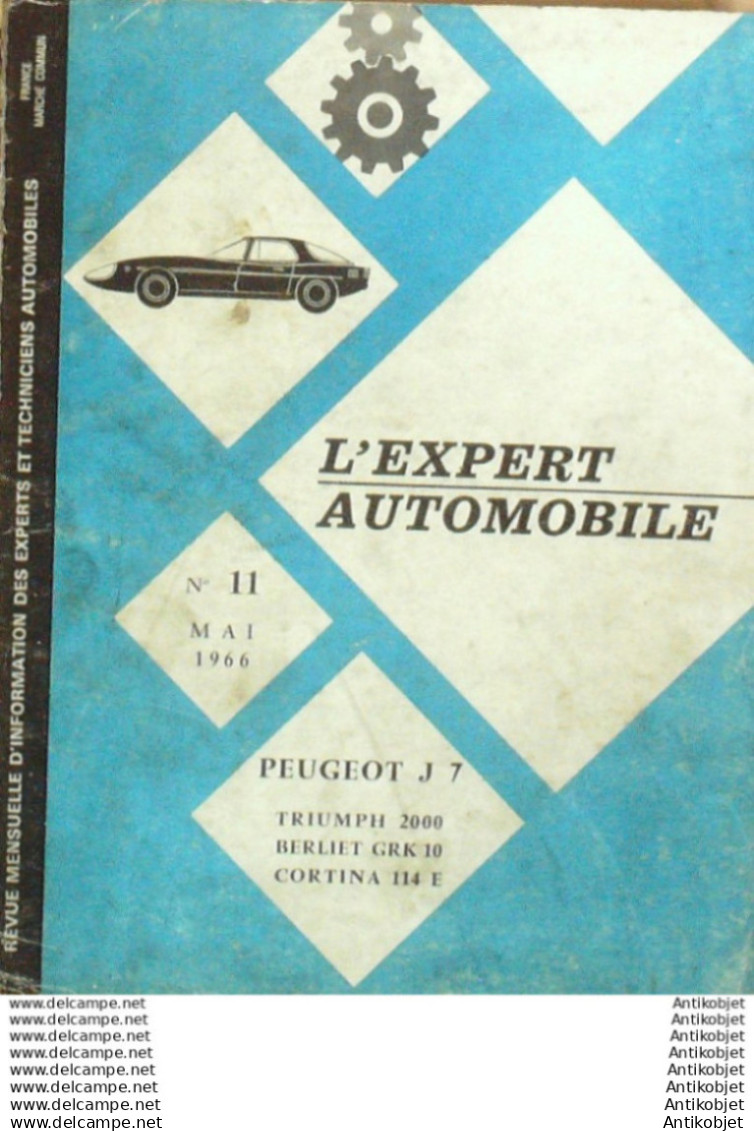 FRANCE
MARCHÉ COMMUN
REVUE MENSUELLE D'INFORMATION DES EXPERTS ET TECHNICIENS AUTOMOBILES
L'EXPERT
AUTOMOBILE
N° 11
MAI
1966
PEUGEOT J 7
TRIUMPH 2000
BERLIET GRK 10
CORTINA 114 E
www.delcampe.net Antikobjet
www.delcampe.net Antikobjet
www.delcampe.net Antikobjet
www.delcampe.net Antikobjet
www.delcampe.net Antikobjet
www.delcampe.net Antikobjet
www.delcampe.net Antikobjet
www.delcampe.net Antikobjet